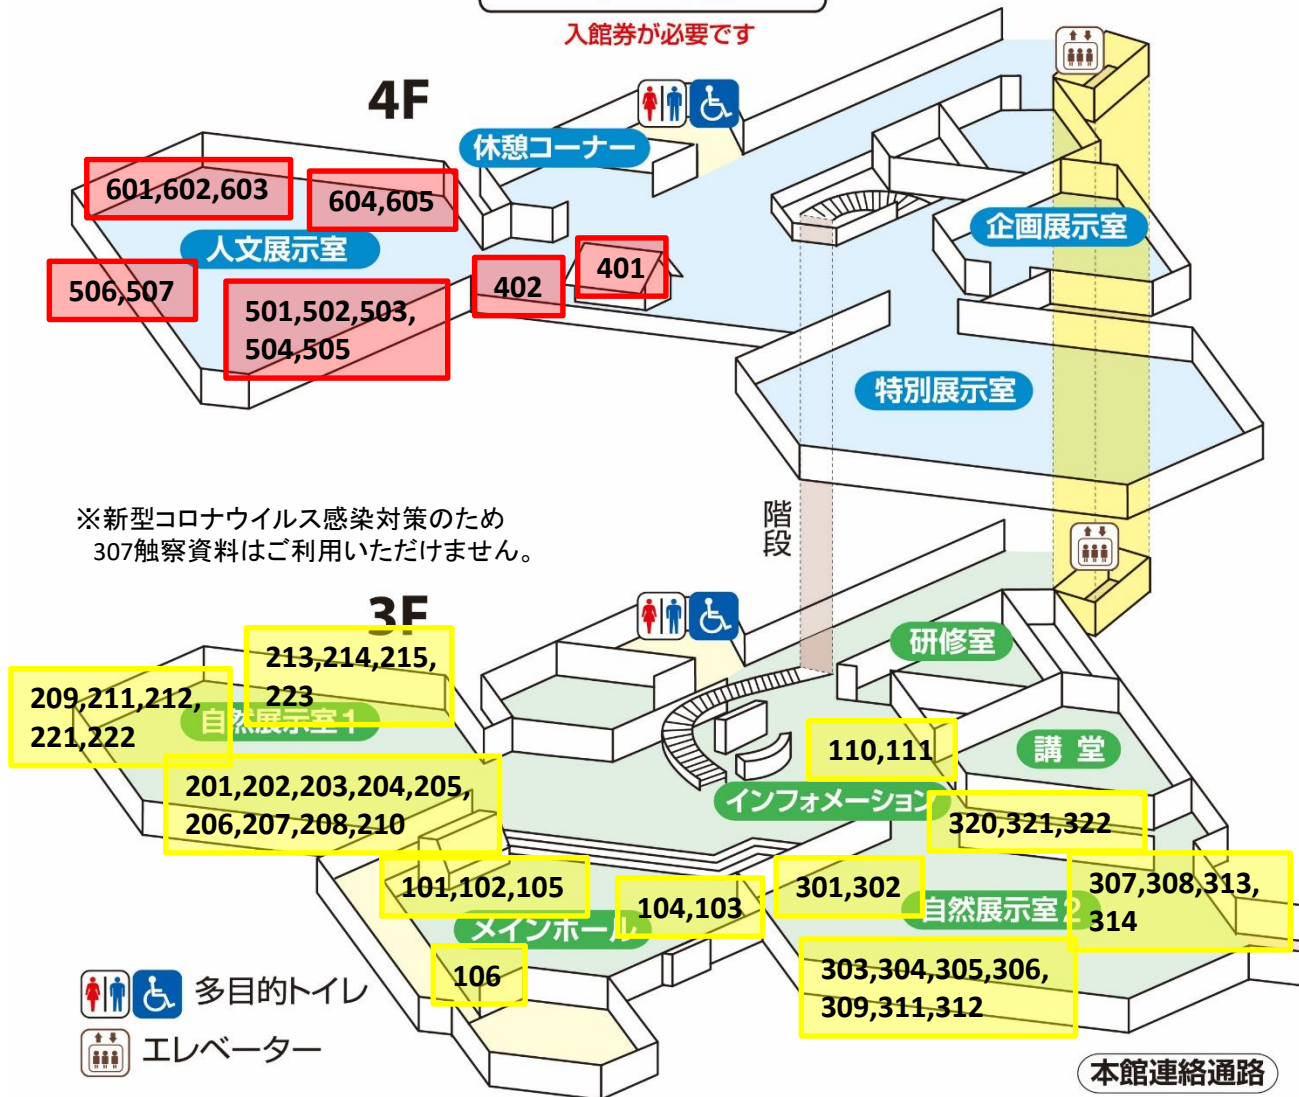 入館券が必要です
4F
休憩コーナー
601,602,603
604,605
人文展示室
企画展示室
401
402
506,507
501,502,503,
504,505
特別展示室
※新型コロナウイルス感染対策のため
307触察資料はご利用いただけません。
階段
3F
研修室
213,214,215,
223
209,211,212,
221,222
自然展示室1
110,111
講堂
201,202,203,204,205,
206,207,208,210
インフォメーション
320,321,322
101,102,105
104,103
301,302
307,308,313,
314
自然展示室2
メインホール
106
303,304,305,306,
309,311,312
多目的トイレ
エレベーター
本館連絡通路